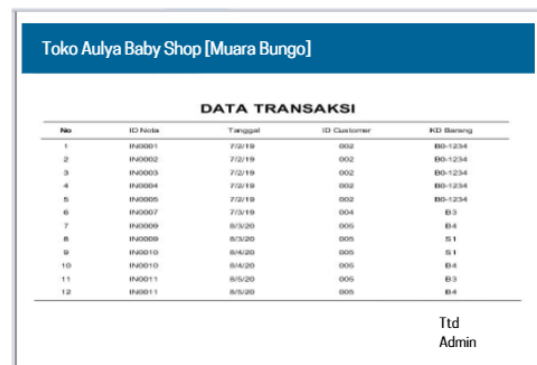 Toko Aulya Baby Shop [Muara Bungo]
DATA TRANSAKSI
No ID Nota Tanggal ID Customer KD Barang
1 IN0001 7/2/19 002 B0-1234
2 IN0002 7/2/19 002 B0-1234
3 IN0003 7/2/19 002 B0-1234
4 IN0004 7/2/19 002 B0-1234
5 IN0005 7/2/19 002 B0-1234
6 IN0007 7/3/19 004 B3
7 IN0009 8/3/20 005 B4
8 IN0009 8/3/20 005 S1
9 IN0010 8/4/20 005 S1
10 IN0010 8/4/20 005 B4
11 IN0011 8/5/20 005 B3
12 IN0011 8/5/20 005 B4
Ttd
Admin